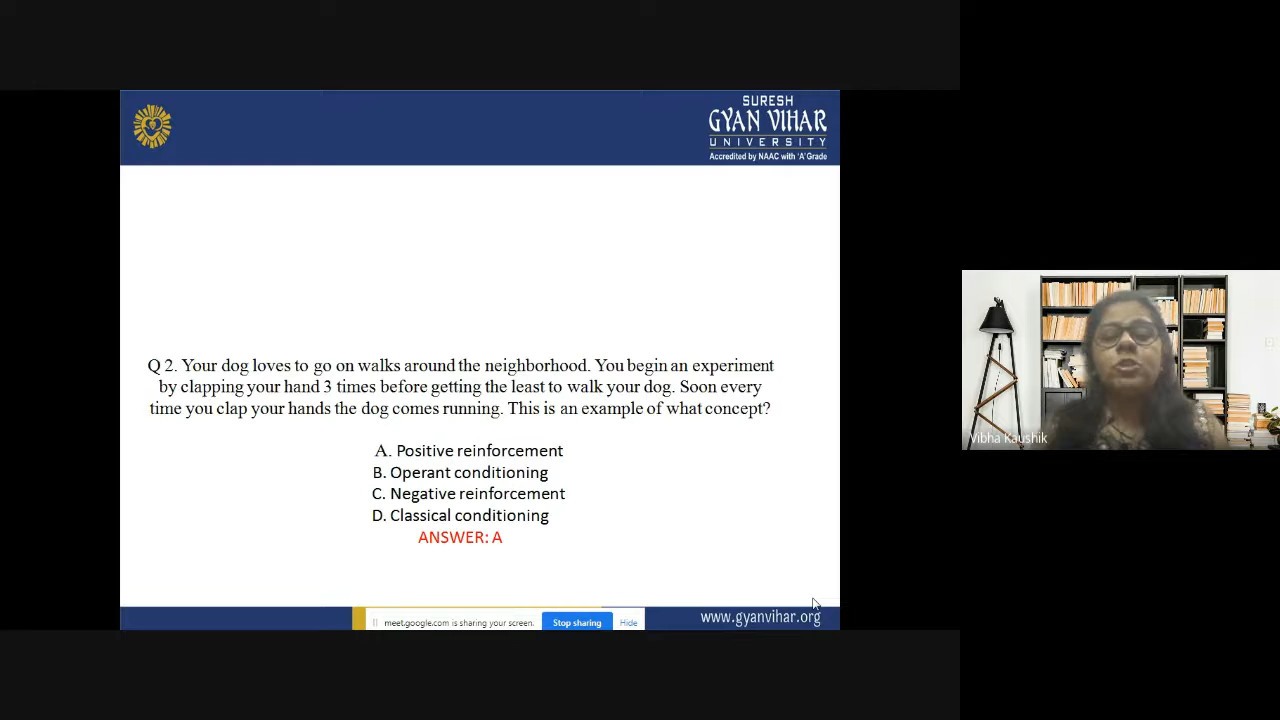 SURESH
GYAN VIHAR
UNIVERSITY
Accredited by NAAC with 'A' Grade
Q 2. Your dog loves to go on walks around the neighborhood. You begin an experiment
by clapping your hand 3 times before getting the least to walk your dog. Soon every
time you clap your hands the dog comes running. This is an example of what concept?
A. Positive reinforcement
B. Operant conditioning
C. Negative reinforcement
D. Classical conditioning
ANSWER: A
meet.google.com is sharing your screen.
Stop sharing
Hide
www.gyanvihar.org
Vibha Kaushik